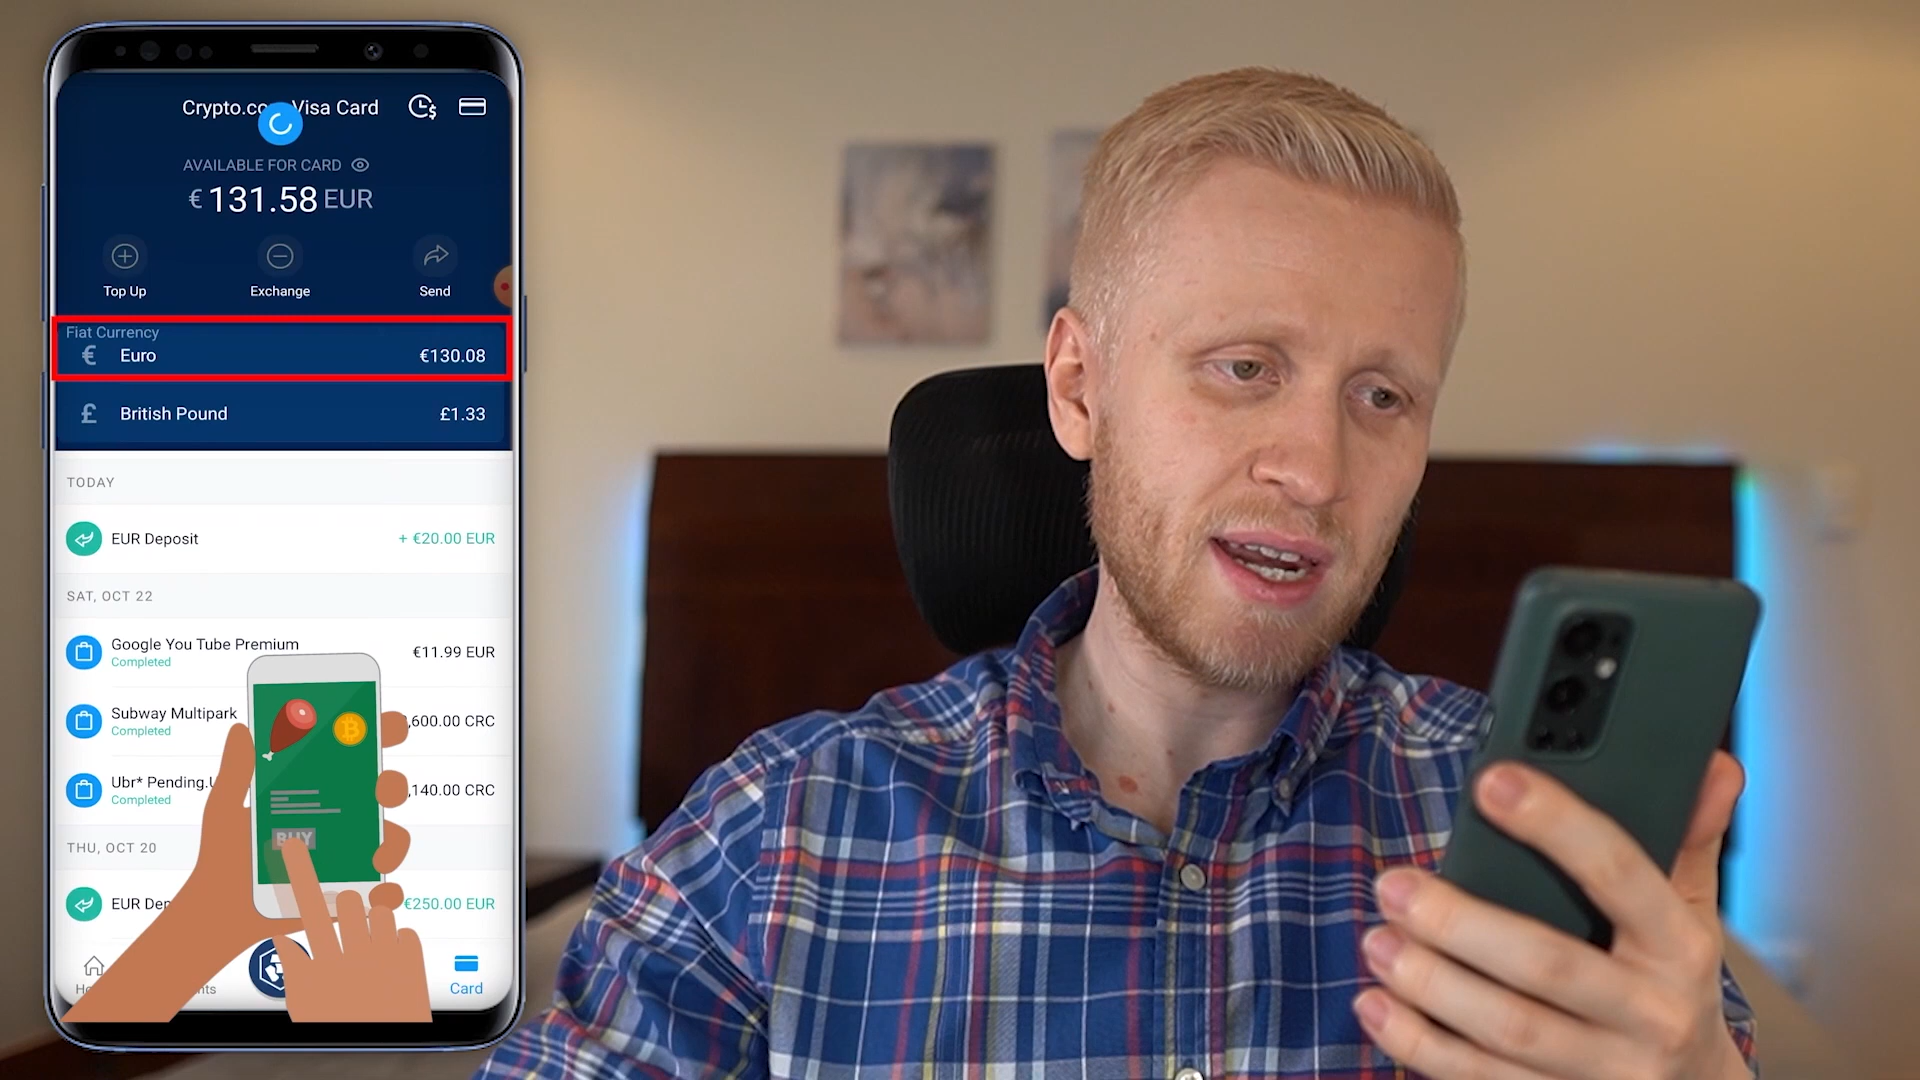 Crypto.co Visa Card
AVAILABLE FOR CARD
€ 131.58 EUR
Top Up Exchange Send
Fiat Currency
€ Euro €130.08
£ British Pound £1.33
TODAY
EUR Deposit + €20.00 EUR
SAT, OCT 22
Google You Tube Premium €11.99 EUR
Completed
Subway Multipark ,600.00 CRC
Completed
Ubr* Pending. ,140.00 CRC
Completed
BUY
THU, OCT 20
EUR Dep €250.00 EUR
Card